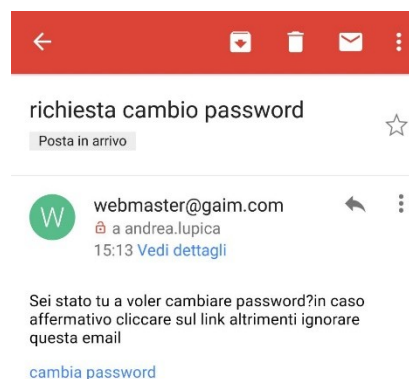 richiesta cambio password
Posta in arrivo
W
webmaster@gaim.com
a andrea.lupica
15:13 Vedi dettagli
Sei stato tu a voler cambiare password?in caso
affermativo cliccare sul link altrimenti ignorare
questa email
cambia password